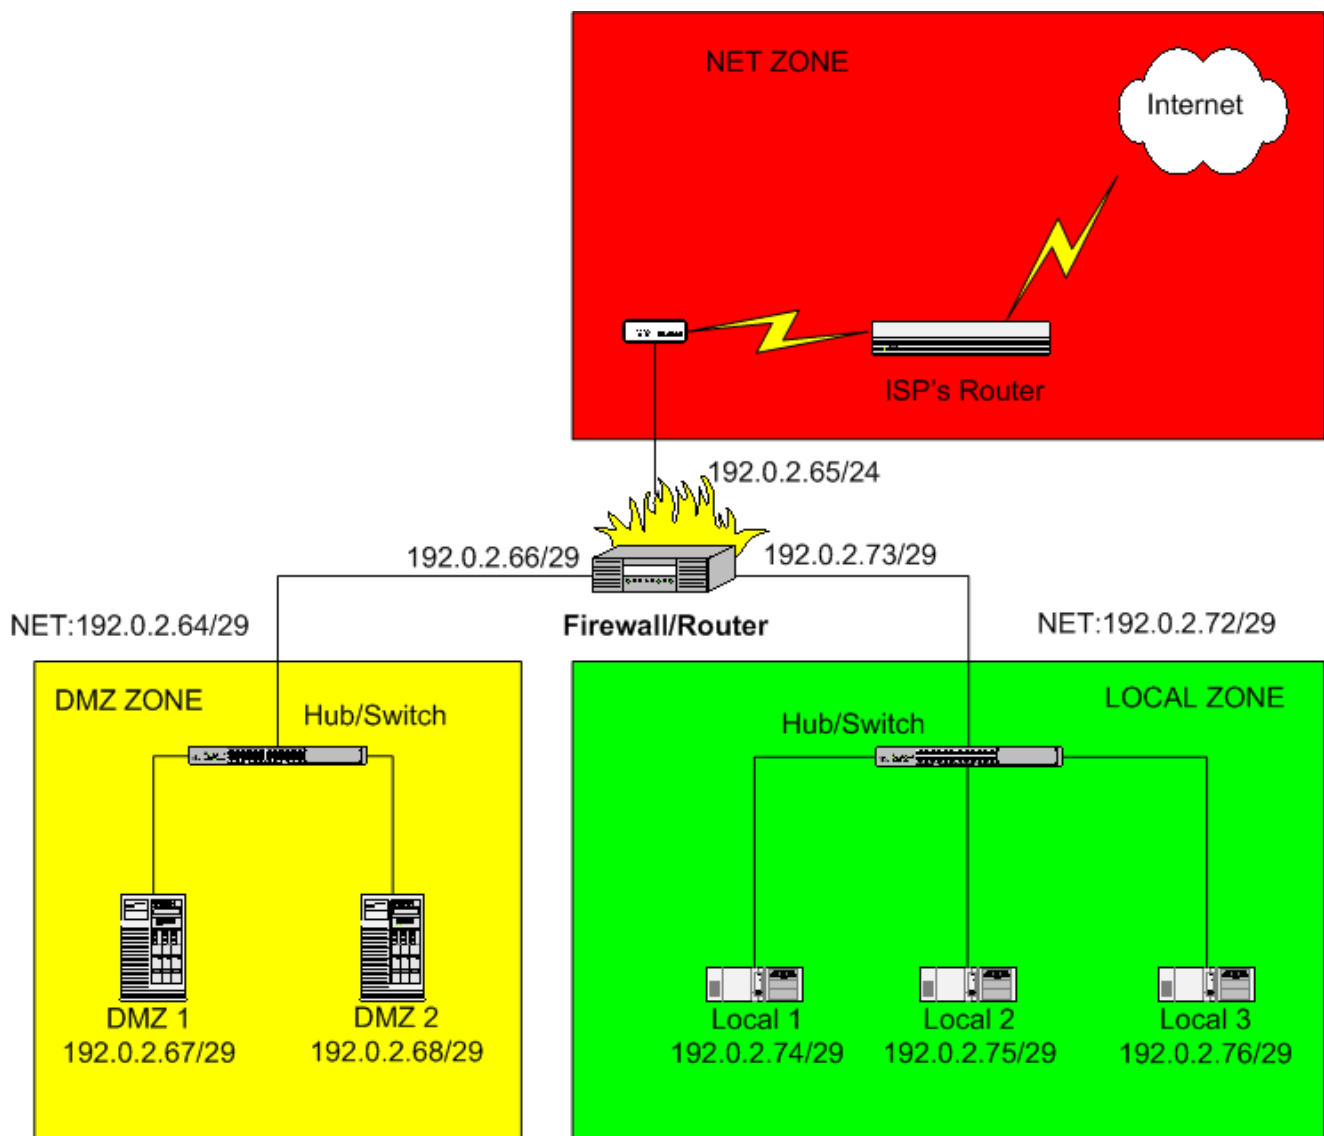 NET ZONE
Internet
ISP's Router
192.0.2.65/24
192.0.2.66/29
192.0.2.73/29
Firewall/Router
NET:192.0.2.64/29
NET:192.0.2.72/29
DMZ ZONE
Hub/Switch
LOCAL ZONE
Hub/Switch
DMZ 1
192.0.2.67/29
DMZ 2
192.0.2.68/29
Local 1
192.0.2.74/29
Local 2
192.0.2.75/29
Local 3
192.0.2.76/29